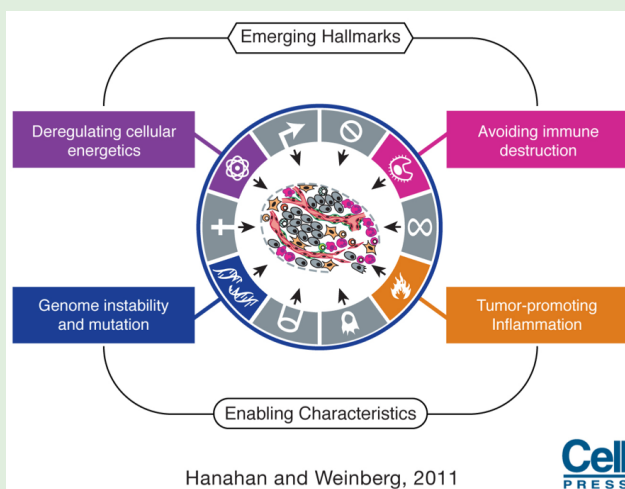 Emerging Hallmarks
Deregulating cellular
energetics
Avoiding immune
destruction
Genome instability
and mutation
Tumor-promoting
Inflammation
Enabling Characteristics
Hanahan and Weinberg, 2011
Cell
PRESS